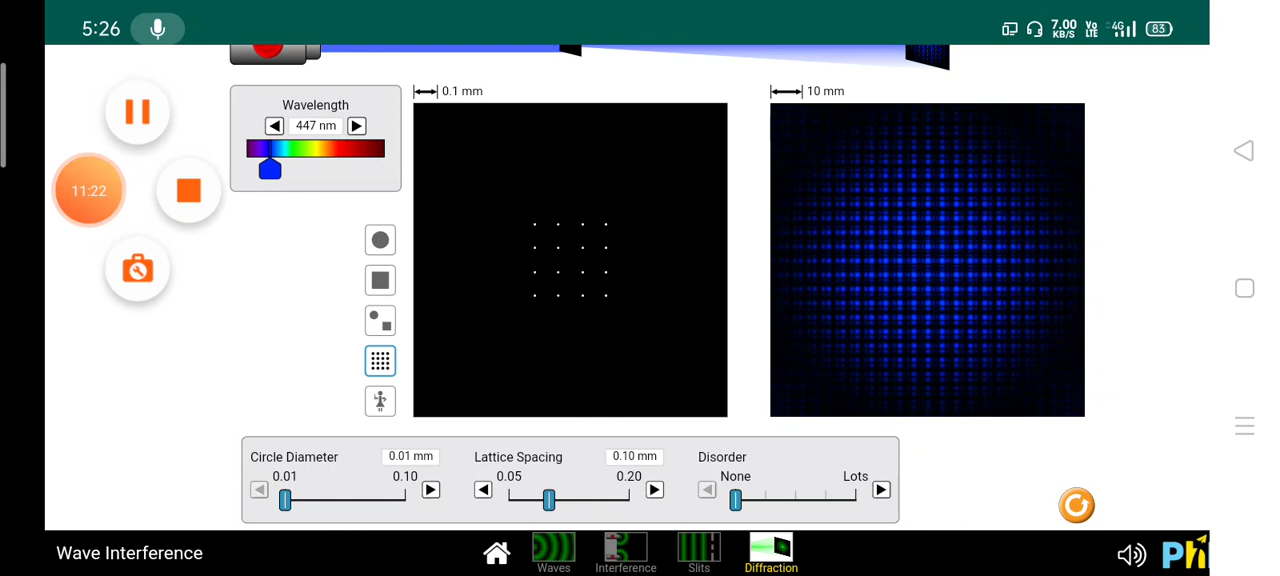 5:26
7.00 KB/S
Vo LTE
4G
83
0.1 mm
10 mm
Wavelength
447 nm
11:22
Circle Diameter 0.01 mm
0.01 0.10
Lattice Spacing 0.10 mm
0.05 0.20
Disorder
None Lots
Wave Interference
Waves
Interference
Slits
Diffraction